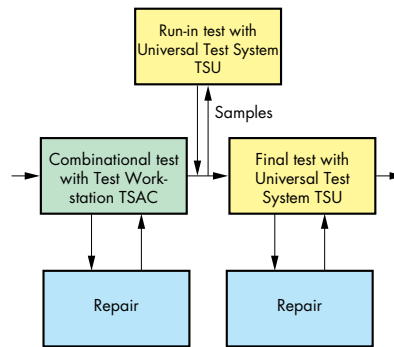 Run-in test with
Universal Test System
TSU
Samples
Combinational test
with Test Work-
station TSAC
Final test with
Universal Test
System TSU
Repair
Repair